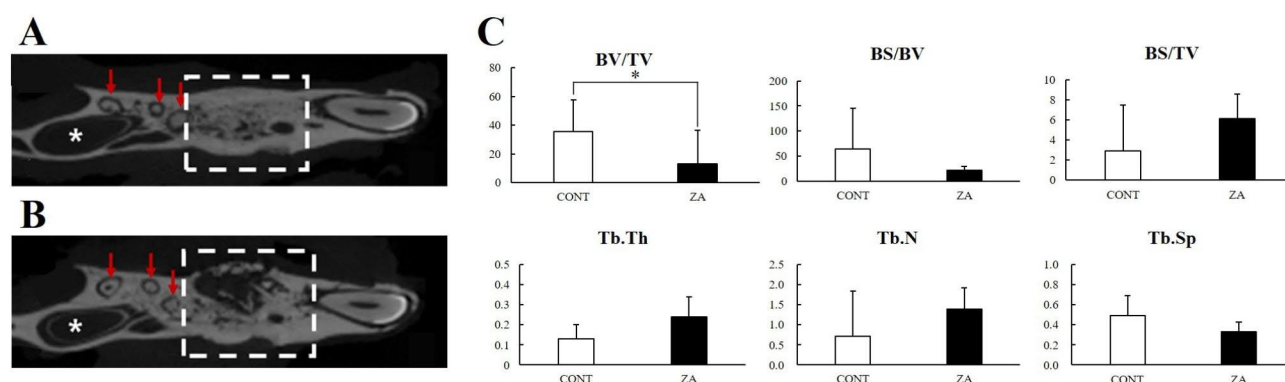 A
*
B
*
C
BV/TV
80
60
40
20
0
*
CONT ZA
BS/BV
200
150
100
50
0
CONT ZA
BS/TV
10
8
6
4
2
0
CONT ZA
Tb.Th
0.5
0.4
0.3
0.2
0.1
0
CONT ZA
Tb.N
2.5
2.0
1.5
1.0
0.5
0.0
CONT ZA
Tb.Sp
1.0
0.8
0.6
0.4
0.2
0.0
CONT ZA